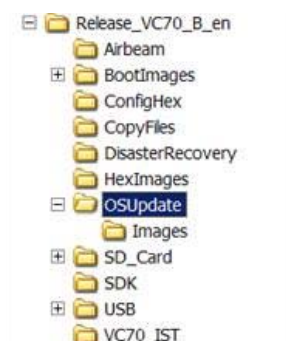 Release_VC70_B_en
Airbeam
BootImages
ConfigHex
CopyFiles
DisasterRecovery
HexImages
OSUpdate
Images
SD_Card
SDK
USB
VC70_IST